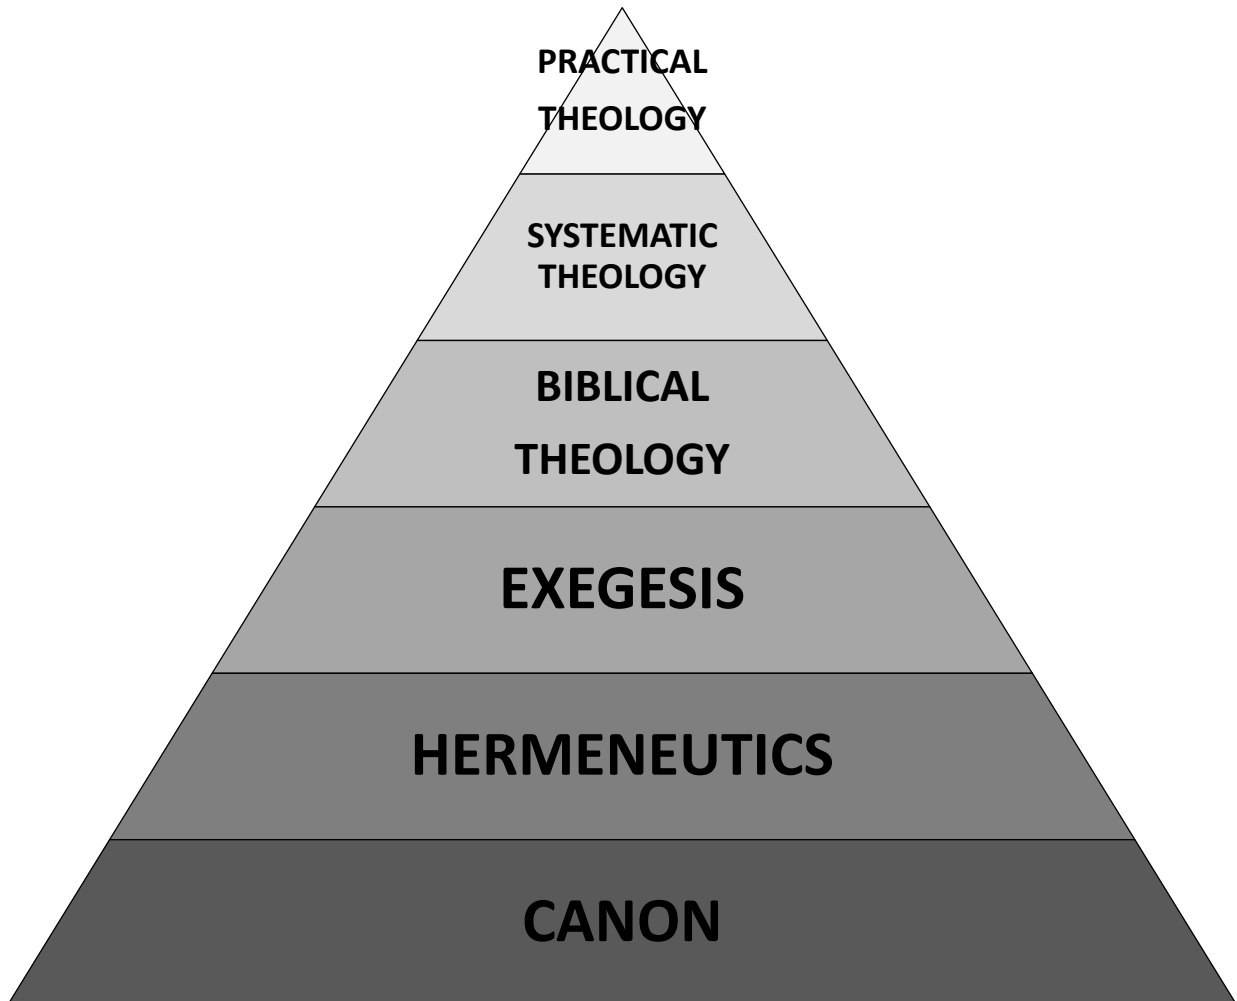 PRACTICAL
THEOLOGY
SYSTEMATIC
THEOLOGY
BIBLICAL
THEOLOGY
EXEGESIS
HERMENEUTICS
CANON